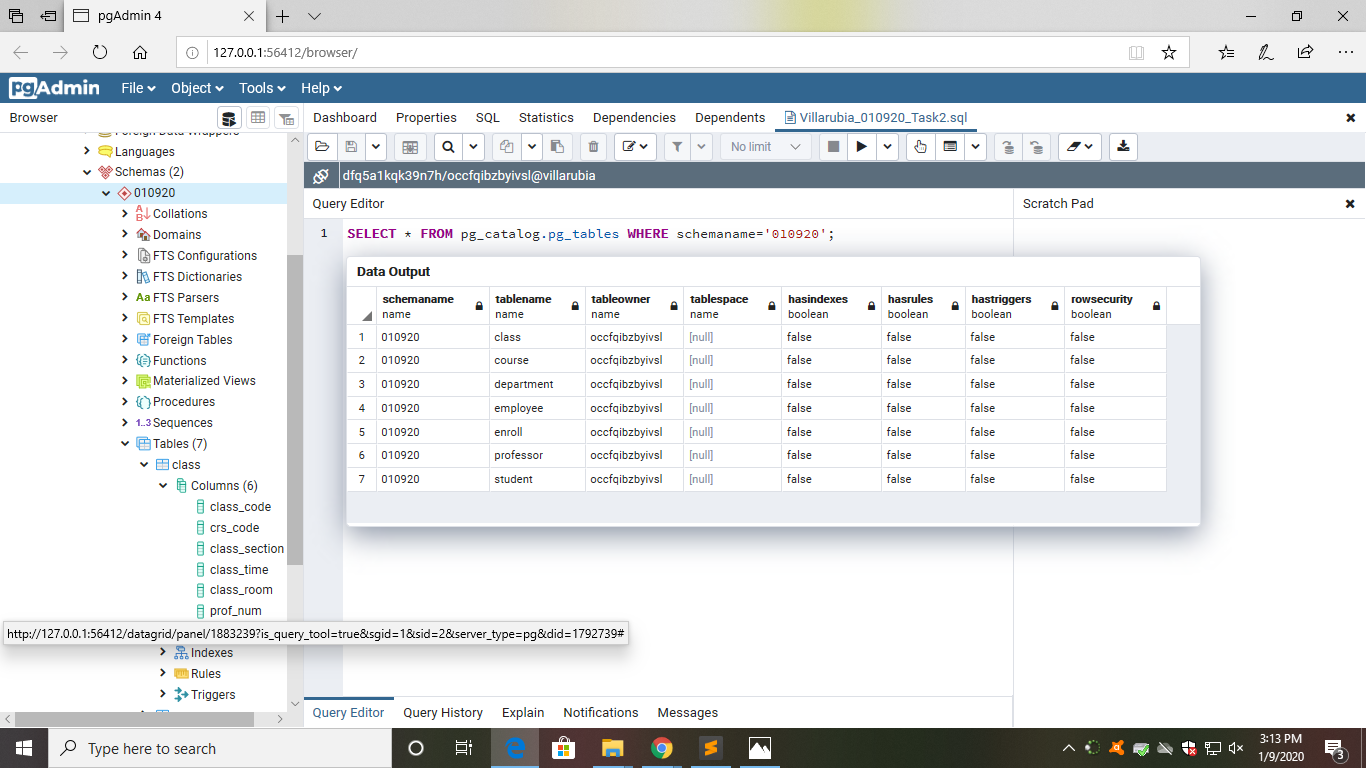 pgAdmin 4
127.0.0.1:56412/browser/
pgAdmin File Object Tools Help
Browser
Dashboard Properties SQL Statistics Dependencies Dependents Villarubia_010920_Task2.sql
No limit
dfq5a1kqk39n7h/occfqibzbyivsl@villarubia
Query Editor
Scratch Pad
1 SELECT * FROM pg_catalog.pg_tables WHERE schemaname='010920';
Foreign Data Wrappers
Languages
Schemas (2)
010920
Collations
Domains
FTS Configurations
FTS Dictionaries
Aa FTS Parsers
FTS Templates
Foreign Tables
Functions
Materialized Views
Procedures
1..3 Sequences
Tables (7)
class
Columns (6)
class_code
crs_code
class_section
class_time
class_room
prof_num
Indexes
Rules
Triggers
Data Output
schemaname tablename tableowner tablespace hasindexes hasrules hastriggers rowsecurity
name name name name boolean boolean boolean boolean
1 010920 class occfqibzbyivsl [null] false false false false
2 010920 course occfqibzbyivsl [null] false false false false
3 010920 department occfqibzbyivsl [null] false false false false
4 010920 employee occfqibzbyivsl [null] false false false false
5 010920 enroll occfqibzbyivsl [null] false false false false
6 010920 professor occfqibzbyivsl [null] false false false false
7 010920 student occfqibzbyivsl [null] false false false false
http://127.0.0.1:56412/datagrid/panel/1883239?is_query_tool=true&sgid=1&sid=2&server_type=pg&did=1792739#
Query Editor Query History Explain Notifications Messages
Type here to search
3:13 PM
1/9/2020
3